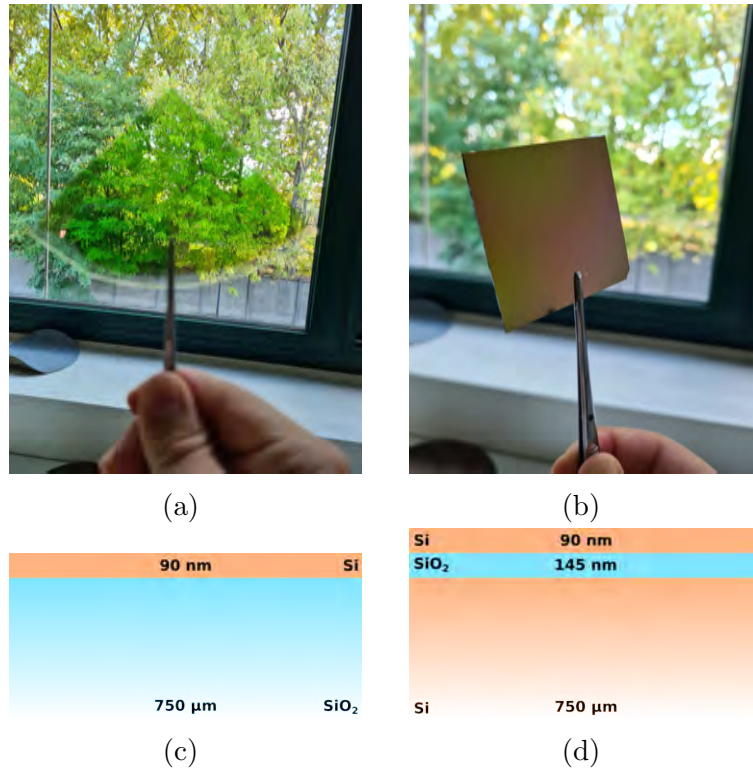 (a)
(b)
90 nm Si
750 μm SiO₂
(c)
Si 90 nm
SiO₂ 145 nm
Si 750 μm
(d)